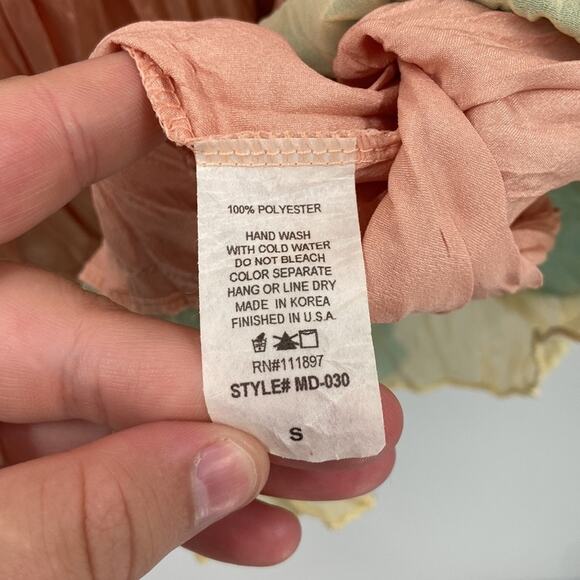 100% POLYESTER
HAND WASH
WITH COLD WATER
DO NOT BLEACH
COLOR SEPARATE
HANG OR LINE DRY
MADE IN KOREA
FINISHED IN U.S.A.
RN#111897
STYLE# MD-030
S